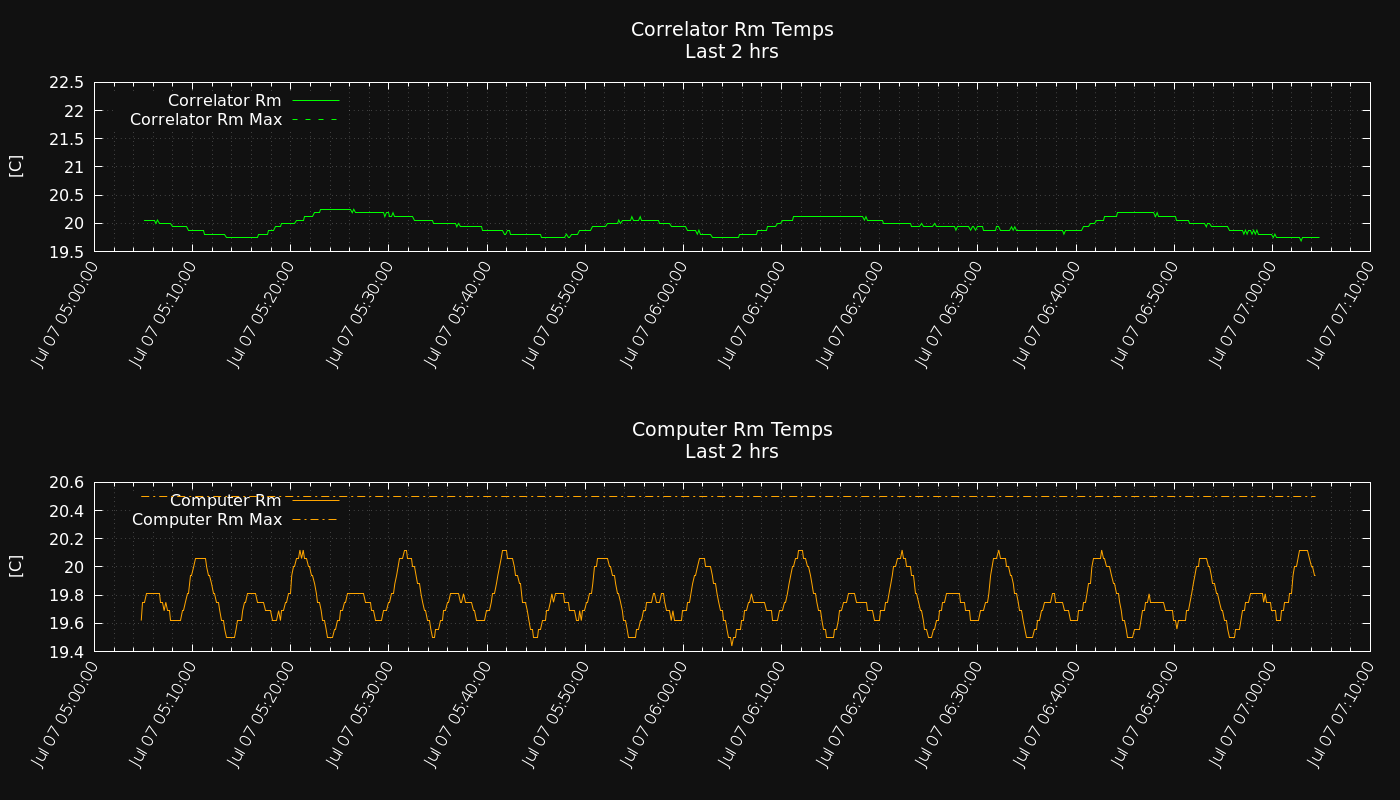 Correlator Rm Temps
Last 2 hrs
22.5
22
21.5
21
20.5
20
19.5
[C]
Correlator Rm
Correlator Rm Max
Jul 07 05:00:00
Jul 07 05:10:00
Jul 07 05:20:00
Jul 07 05:30:00
Jul 07 05:40:00
Jul 07 05:50:00
Jul 07 06:00:00
Jul 07 06:10:00
Jul 07 06:20:00
Jul 07 06:30:00
Jul 07 06:40:00
Jul 07 06:50:00
Jul 07 07:00:00
Jul 07 07:10:00
Computer Rm Temps
Last 2 hrs
20.6
20.4
20.2
20
19.8
19.6
19.4
[C]
Computer Rm
Computer Rm Max
Jul 07 05:00:00
Jul 07 05:10:00
Jul 07 05:20:00
Jul 07 05:30:00
Jul 07 05:40:00
Jul 07 05:50:00
Jul 07 06:00:00
Jul 07 06:10:00
Jul 07 06:20:00
Jul 07 06:30:00
Jul 07 06:40:00
Jul 07 06:50:00
Jul 07 07:00:00
Jul 07 07:10:00